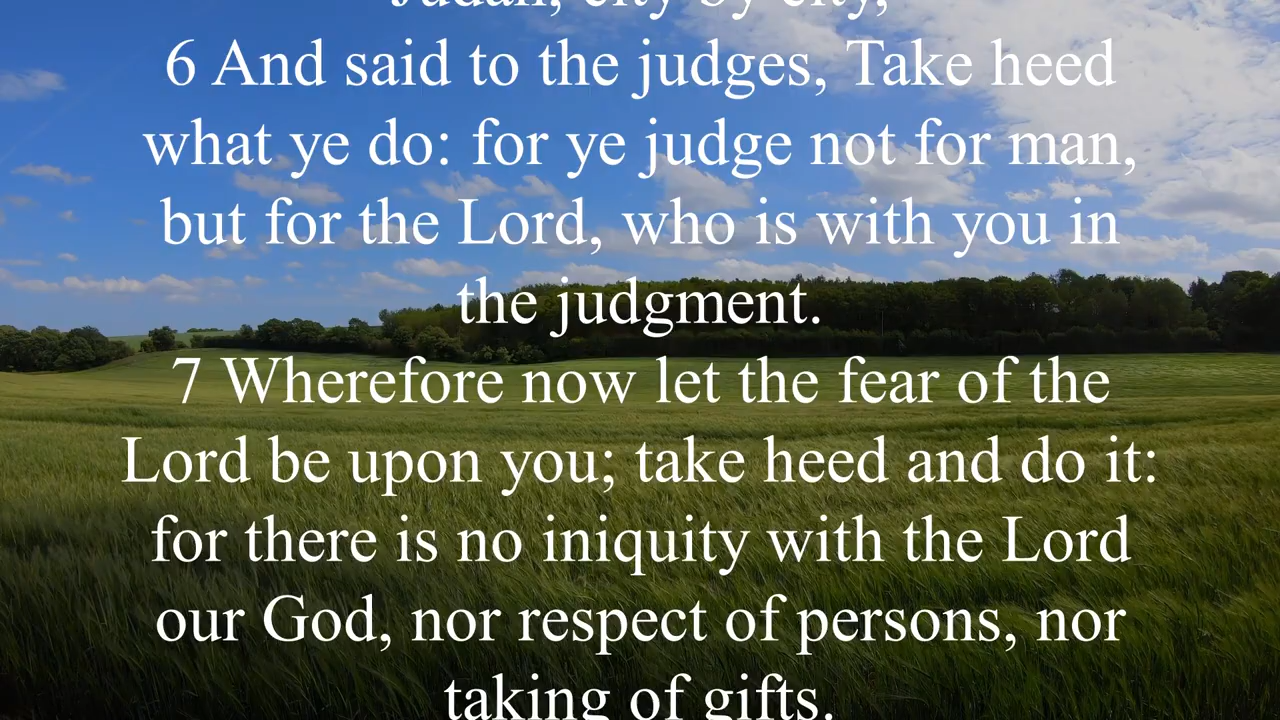 Judah, city by city,
6 And said to the judges, Take heed
what ye do: for ye judge not for man,
but for the Lord, who is with you in
the judgment.
7 Wherefore now let the fear of the
Lord be upon you; take heed and do it:
for there is no iniquity with the Lord
our God, nor respect of persons, nor
taking of gifts.